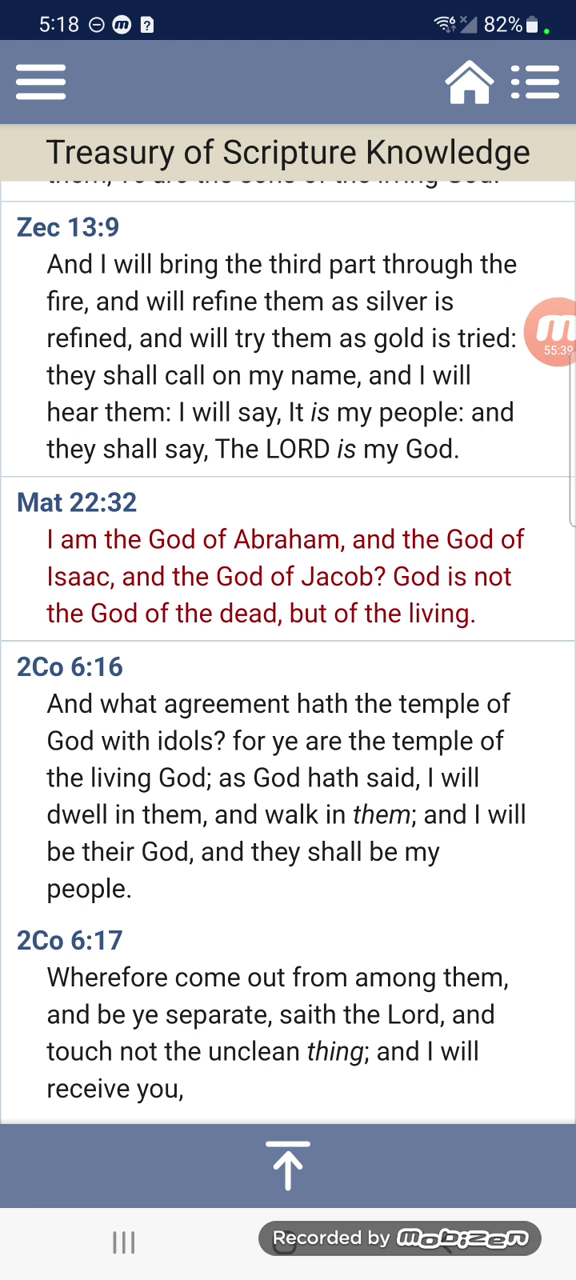 5:18
82%
Treasury of Scripture Knowledge
Zec 13:9
And I will bring the third part through the
fire, and will refine them as silver is
refined, and will try them as gold is tried:
they shall call on my name, and I will
hear them: I will say, It is my people: and
they shall say, The LORD is my God.
55:39
Mat 22:32
I am the God of Abraham, and the God of
Isaac, and the God of Jacob? God is not
the God of the dead, but of the living.
2Co 6:16
And what agreement hath the temple of
God with idols? for ye are the temple of
the living God; as God hath said, I will
dwell in them, and walk in them; and I will
be their God, and they shall be my
people.
2Co 6:17
Wherefore come out from among them,
and be ye separate, saith the Lord, and
touch not the unclean thing; and I will
receive you,
Recorded by mobizen